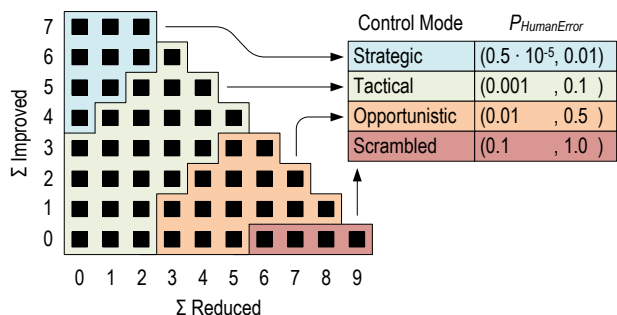 Control Mode P_HumanError
Strategic (0.5 · 10⁻⁵, 0.01)
Tactical (0.001 , 0.1 )
Opportunistic (0.01 , 0.5 )
Scrambled (0.1 , 1.0 )
Σ Improved
7
6
5
4
3
2
1
0
0 1 2 3 4 5 6 7 8 9
Σ Reduced